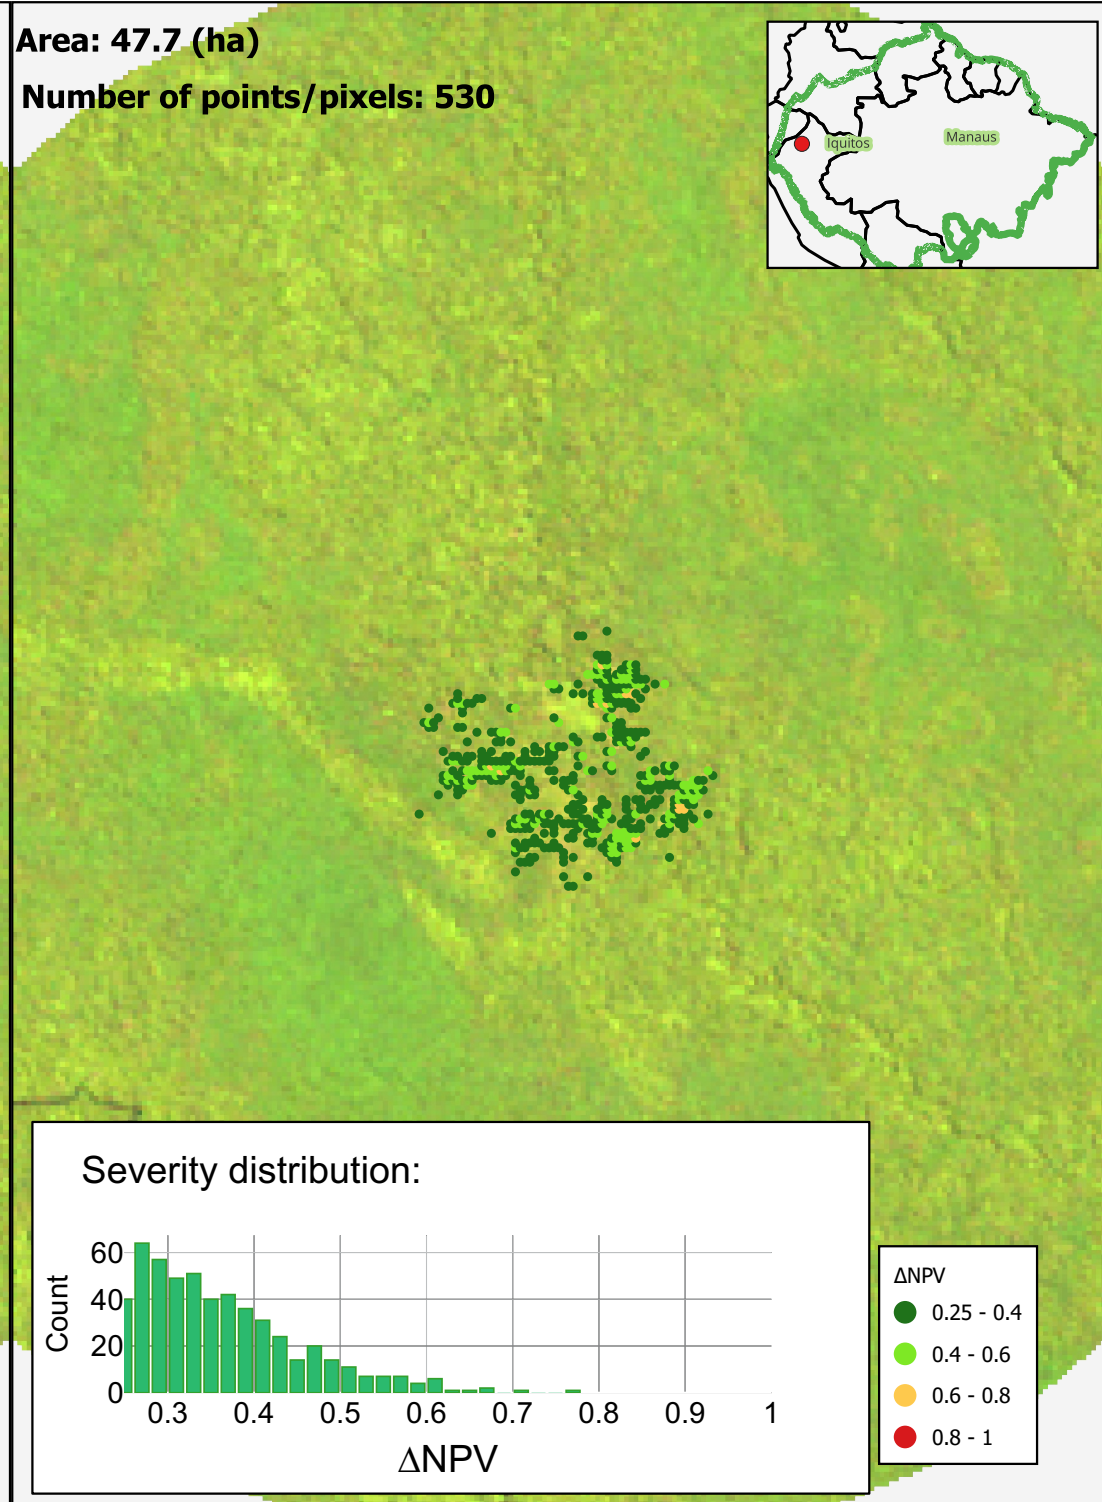 Area: 47.7 (ha)
Number of points/pixels: 530
Iquitos
Manaus
Severity distribution:
60
40
20
0
Count
0.3 0.4 0.5 0.6 0.7 0.8 0.9 1
ΔNPV
ΔNPV
0.25 - 0.4
0.4 - 0.6
0.6 - 0.8
0.8 - 1